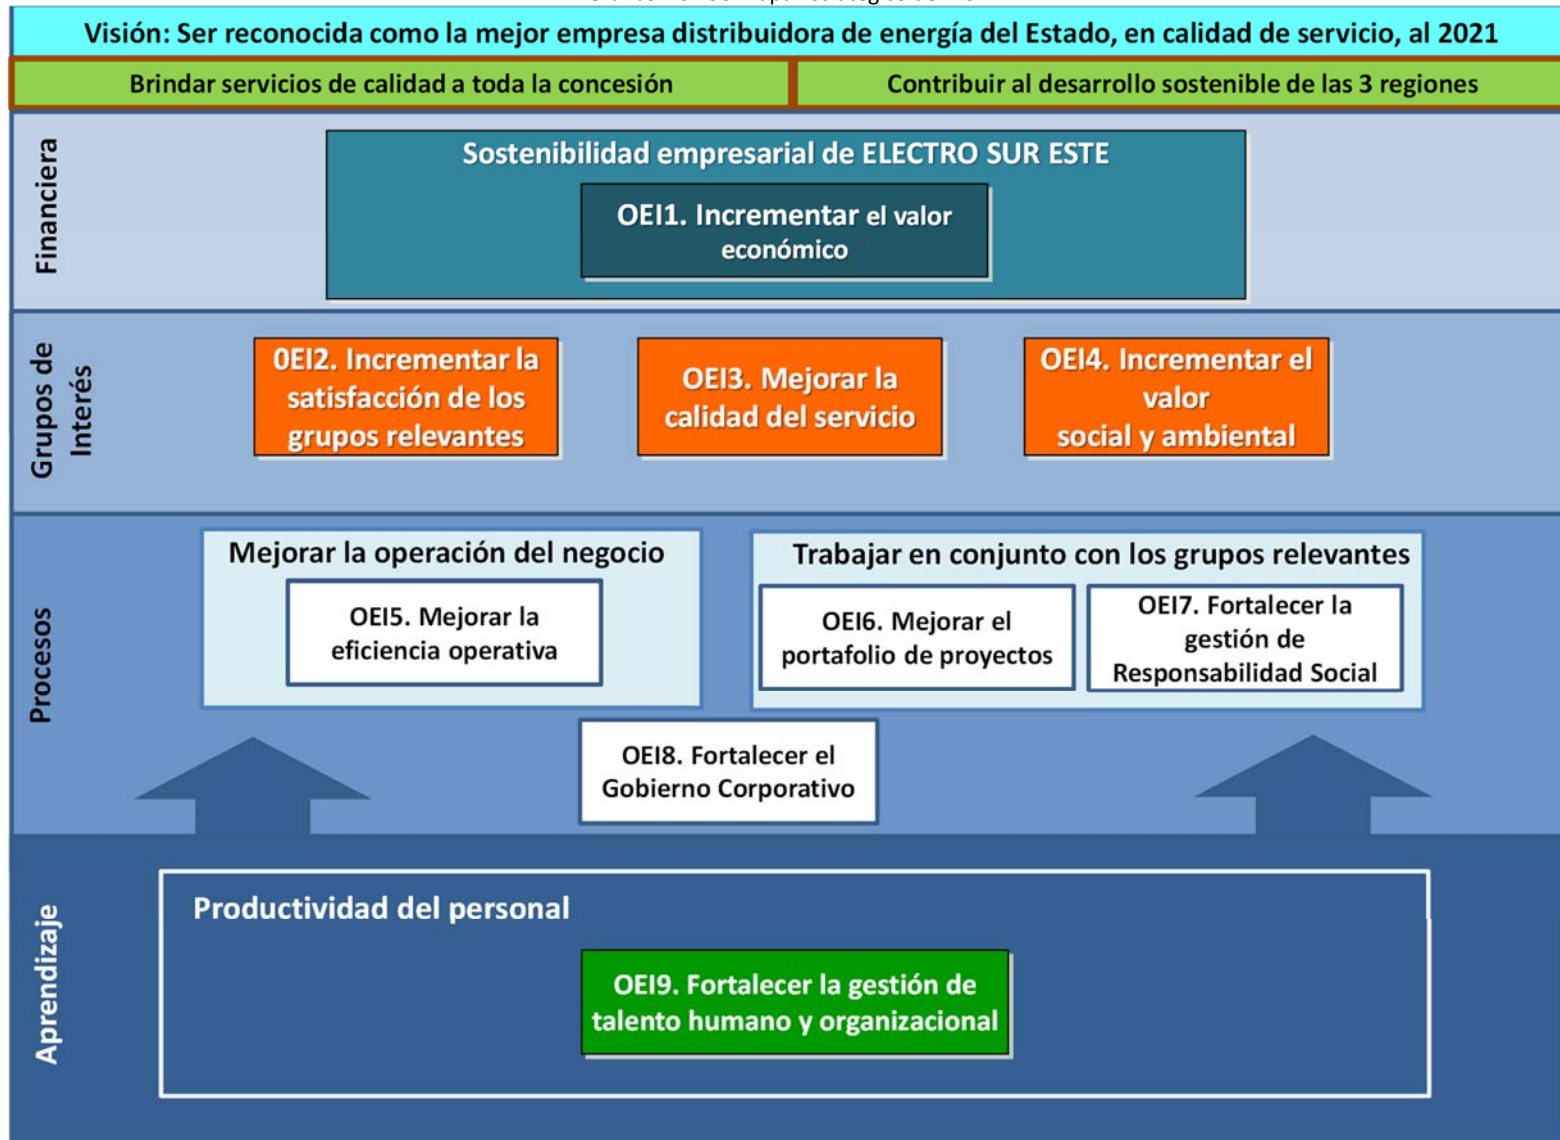 Visión: Ser reconocida como la mejor empresa distribuidora de energía del Estado, en calidad de servicio, al 2021
Brindar servicios de calidad a toda la concesión
Contribuir al desarrollo sostenible de las 3 regiones
Financiera
Sostenibilidad empresarial de ELECTRO SUR ESTE
OEI1. Incrementar el valor
económico
Grupos de
Interés
0EI2. Incrementar la
satisfacción de los
grupos relevantes
OEI3. Mejorar la
calidad del servicio
OEI4. Incrementar el
valor
social y ambiental
Procesos
Mejorar la operación del negocio
OEI5. Mejorar la
eficiencia operativa
Trabajar en conjunto con los grupos relevantes
OEI6. Mejorar el
portafolio de proyectos
OEI7. Fortalecer la
gestión de
Responsabilidad Social
OEI8. Fortalecer el
Gobierno Corporativo
Aprendizaje
Productividad del personal
OEI9. Fortalecer la gestión de
talento humano y organizacional